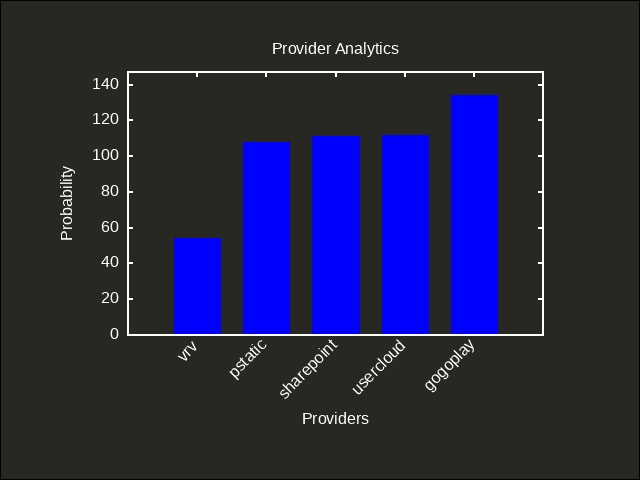 Provider Analytics
140
120
100
80
60
40
20
0
Probability
vrv
pstatic
sharepoint
usercloud
gogoplay
Providers